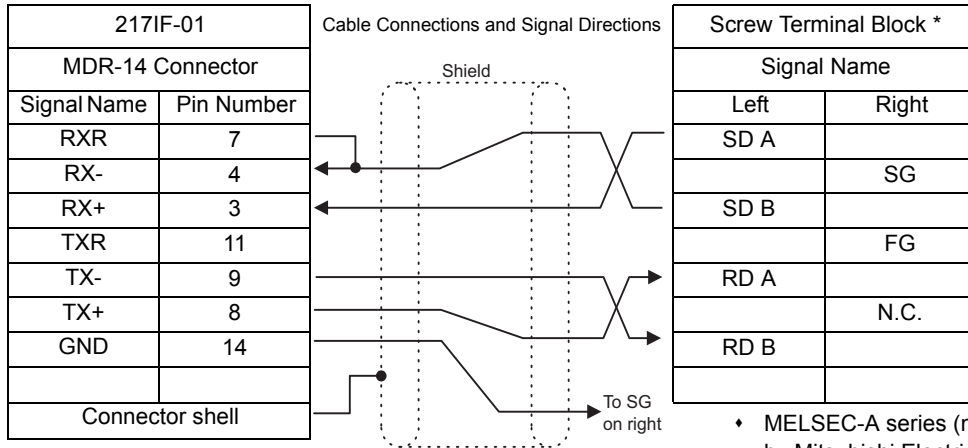 217IF-01 Cable Connections and Signal Directions Screw Terminal Block *
MDR-14 Connector Shield Signal Name
Signal Name Pin Number Left Right
RXR 7 SD A
RX- 4 SG
RX+ 3 SD B
TXR 11 FG
TX- 9 RD A
TX+ 8 N.C.
GND 14 RD B
Connector shell To SG
on right
♦ MELSEC-A series